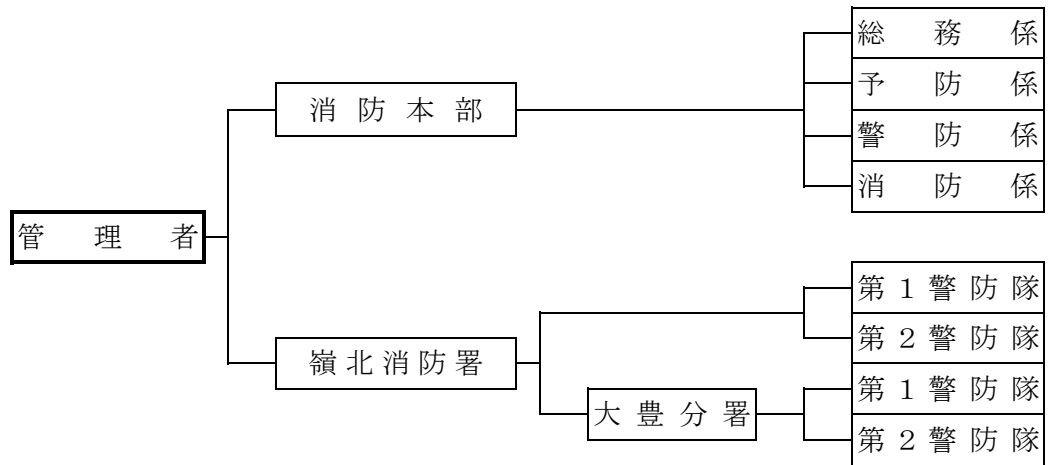 総務係
予防係
消防本部
警防係
消防係
管理者
第1警防隊
嶺北消防署
第2警防隊
第1警防隊
大豊分署
第2警防隊